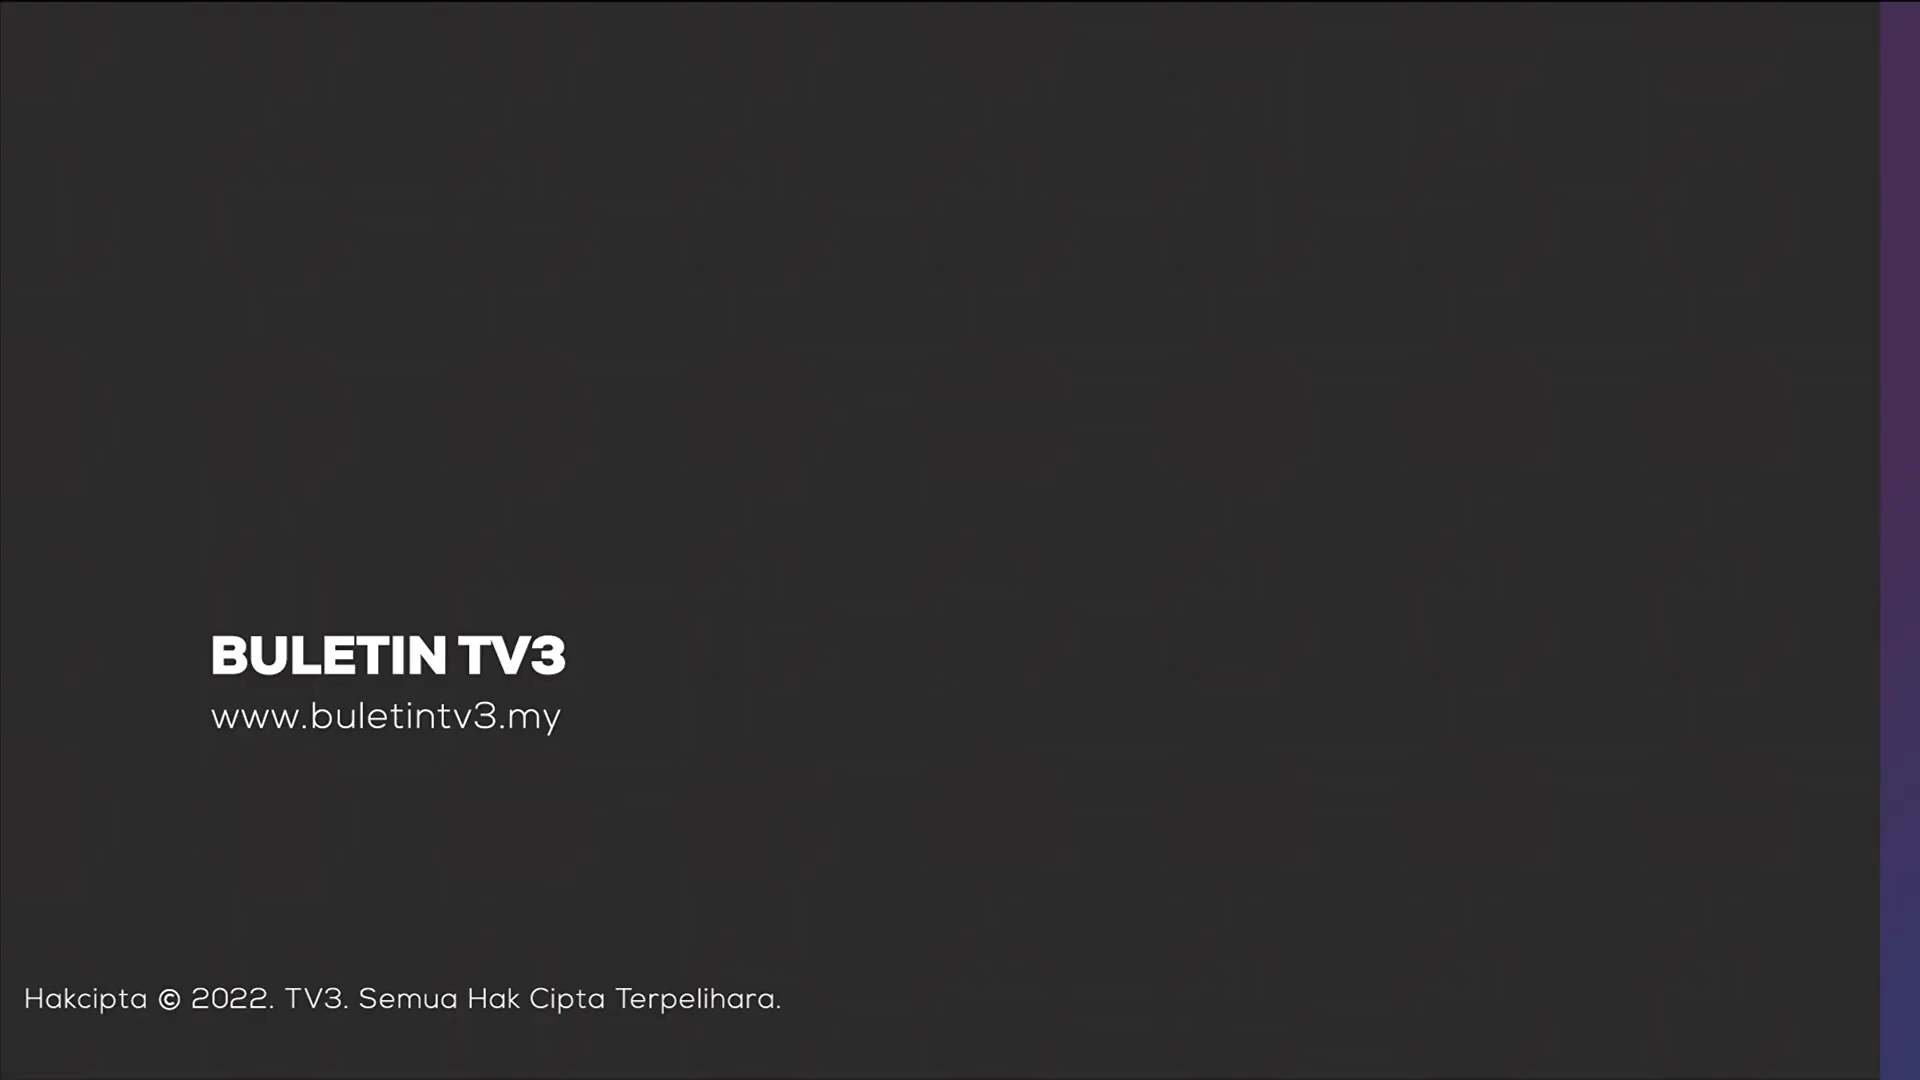 BULETIN TV3
www.buletintv3.my
Hakcipta © 2022. TV3. Semua Hak Cipta Terpelihara.